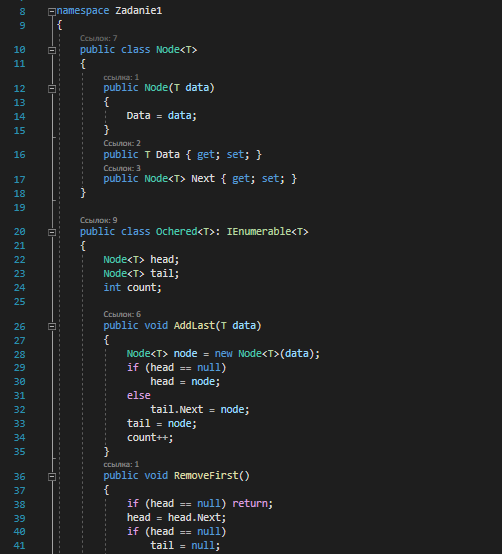 8 namespace Zadanie1
9 {
Ссылок: 7
10 public class Node<T>
11 {
ссылка: 1
12 public Node(T data)
13 {
14 Data = data;
15 }
Ссылок: 2
16 public T Data { get; set; }
Ссылок: 3
17 public Node<T> Next { get; set; }
18 }
19
Ссылок: 9
20 public class Ochered<T>: IEnumerable<T>
21 {
22 Node<T> head;
23 Node<T> tail;
24 int count;
25
Ссылок: 6
26 public void AddLast(T data)
27 {
28 Node<T> node = new Node<T>(data);
29 if (head == null)
30 head = node;
31 else
32 tail.Next = node;
33 tail = node;
34 count++;
35 }
ссылка: 1
36 public void RemoveFirst()
37 {
38 if (head == null) return;
39 head = head.Next;
40 if (head == null)
41 tail = null;